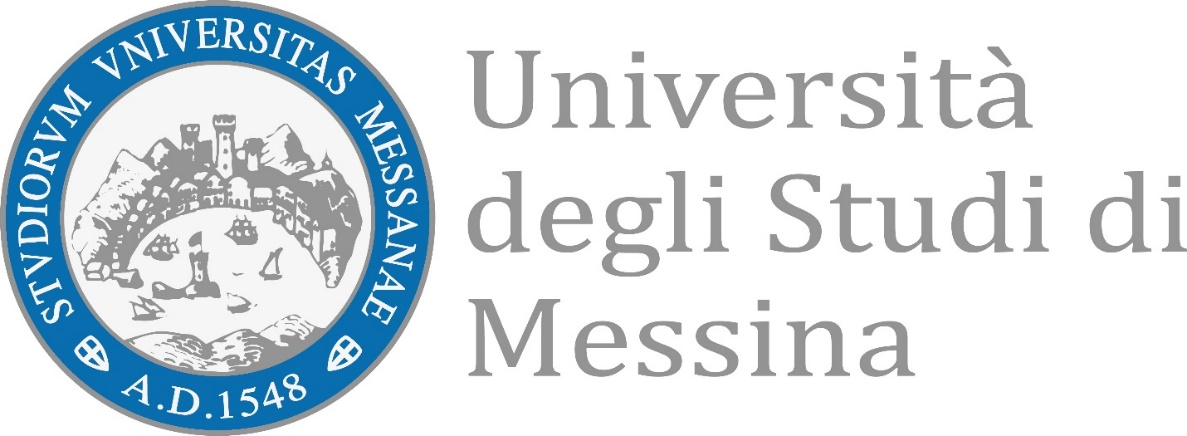 STVDIORVM VNIVERSITAS MESSANAE
A.D.1548
Università
degli Studi di
Messina